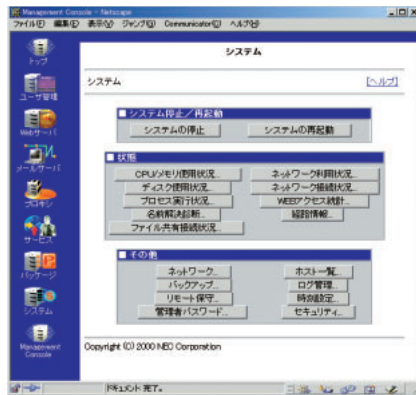 Management Console - Netscape
ファイル(F) 編集(E) 表示(V) ジャンプ(G) Communicator(C) ヘルプ(H)
トップ
ユーザ管理
Webサーバ
メールサーバ
プロキシ
サービス
パッケージ
システム
Management
Console
システム
システム
[ヘルプ]
■ システム停止／再起動
システムの停止
システムの再起動
■ 状態
CPU/メモリ使用状況...
ネットワーク利用状況...
ディスク使用状況...
ネットワーク接続状況...
プロセス実行状況...
WEBアクセス統計...
名前解決診断...
経路情報...
ファイル共有接続状況...
■ その他
ネットワーク...
ホスト一覧...
バックアップ...
ログ管理...
リモート保守...
時刻設定...
管理者パスワード...
セキュリティ...
Copyright (C) 2000 NEC Corporation
ドキュメント完了。